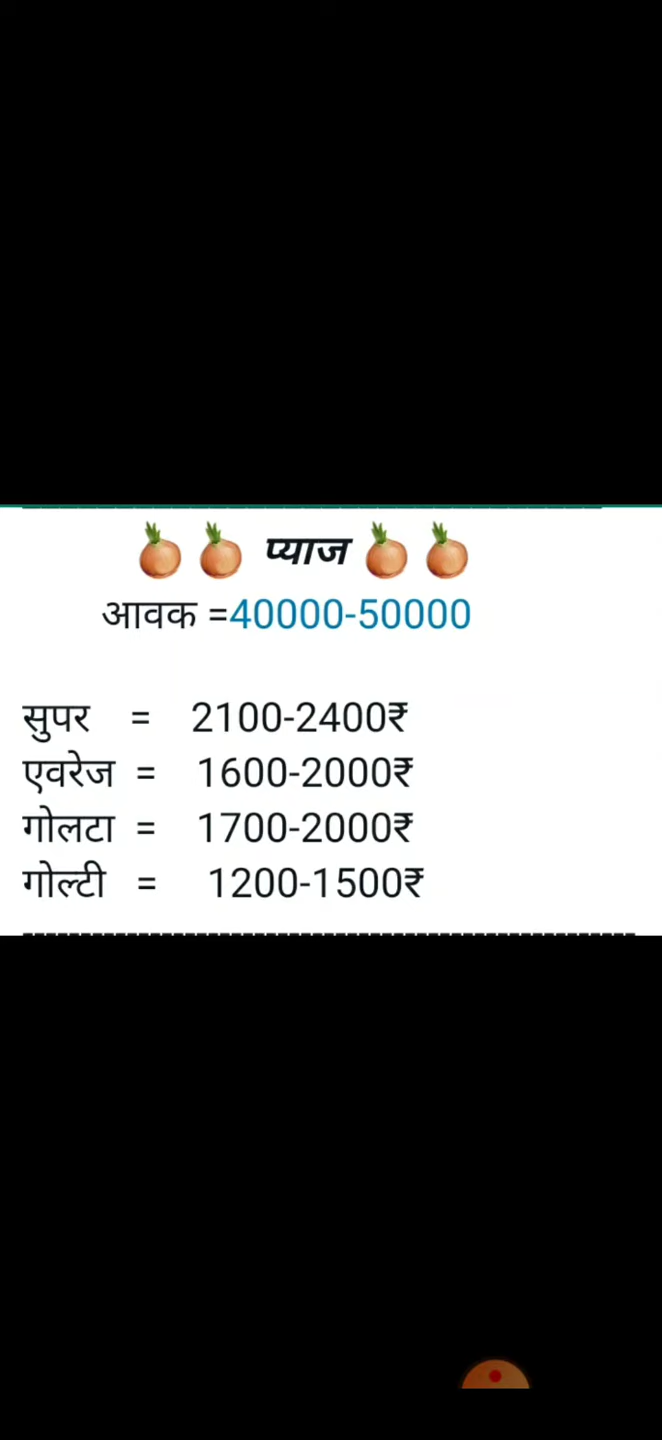 प्याज
आवक =40000-50000
सुपर = 2100-2400₹
एवरेज = 1600-2000₹
गोलटा = 1700-2000₹
गोल्टी = 1200-1500₹